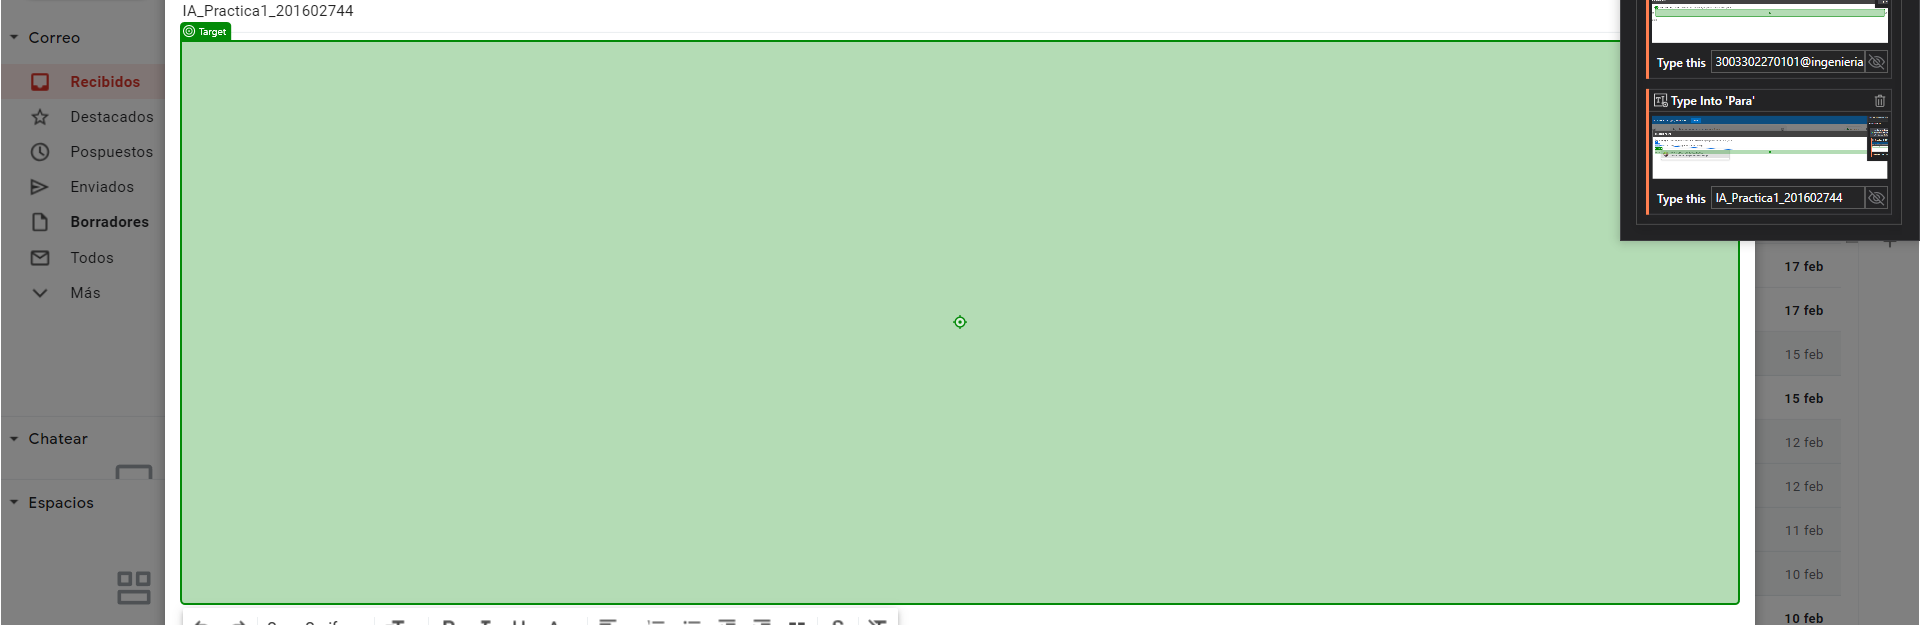 IA_Practica1_201602744
Target
Correo
Recibidos
Destacados
Pospuestos
Enviados
Borradores
Todos
Más
Chatear
Espacios
Type this 3003302270101@ingenieria
Type Into 'Para'
Type this IA_Practica1_201602744
17 feb
17 feb
15 feb
15 feb
12 feb
12 feb
11 feb
10 feb
10 feb